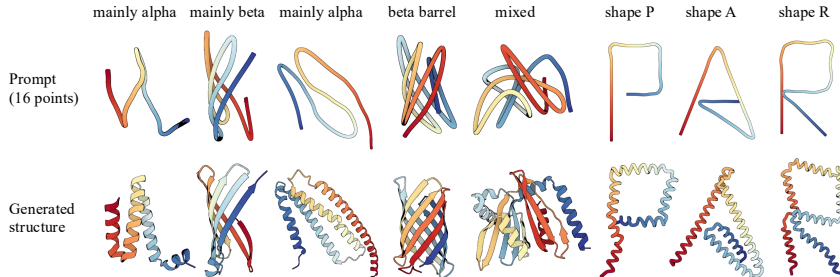 mainly alpha mainly beta mainly alpha beta barrel mixed shape P shape A shape R
Prompt
(16 points)
Generated
structure